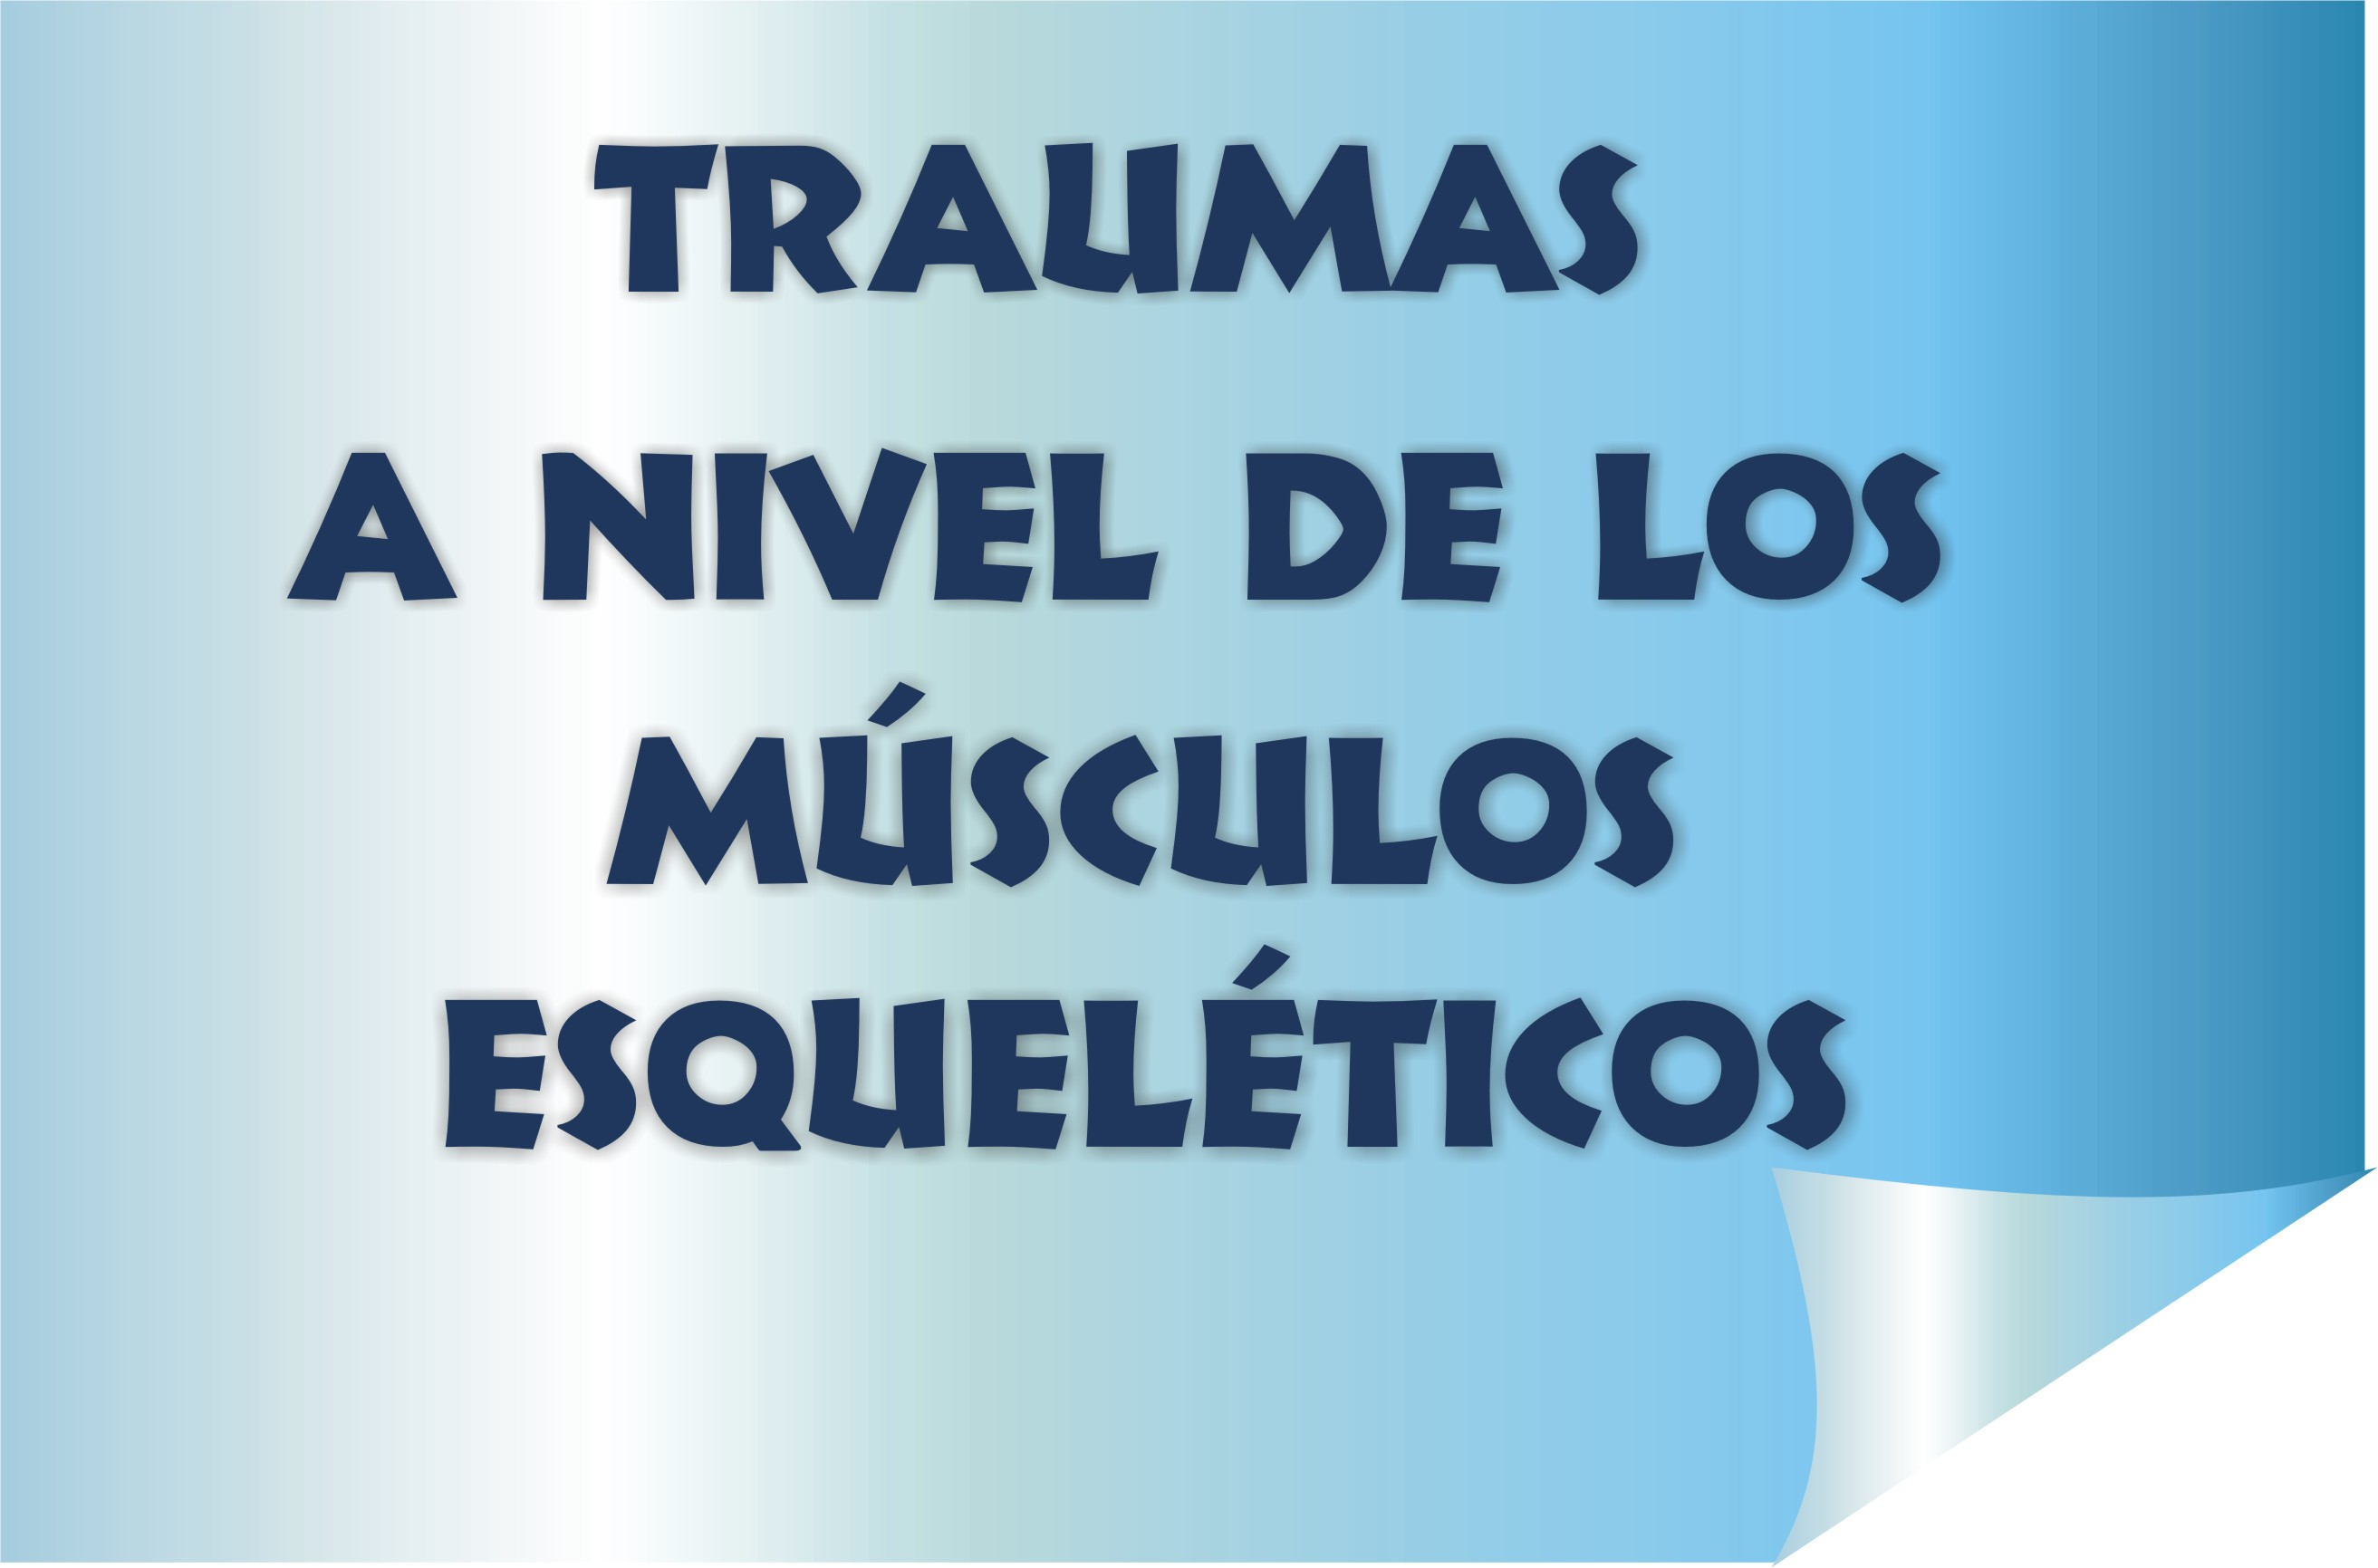 TRAUMAS
A NIVEL DE LOS
MÚSCULOS
ESQUELÉTICOS